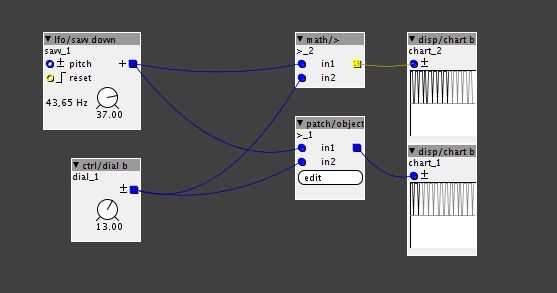 ▼ lfo/saw down
saw_1
± pitch +
reset
43,65 Hz
37.00
▼ ctrl/dial b
dial_1
±
13.00
▼ math/>
>_2
in1
in2
▼ patch/object
>_1
in1
in2
edit
▼ disp/chart b
chart_2
±
▼ disp/chart b
chart_1
±